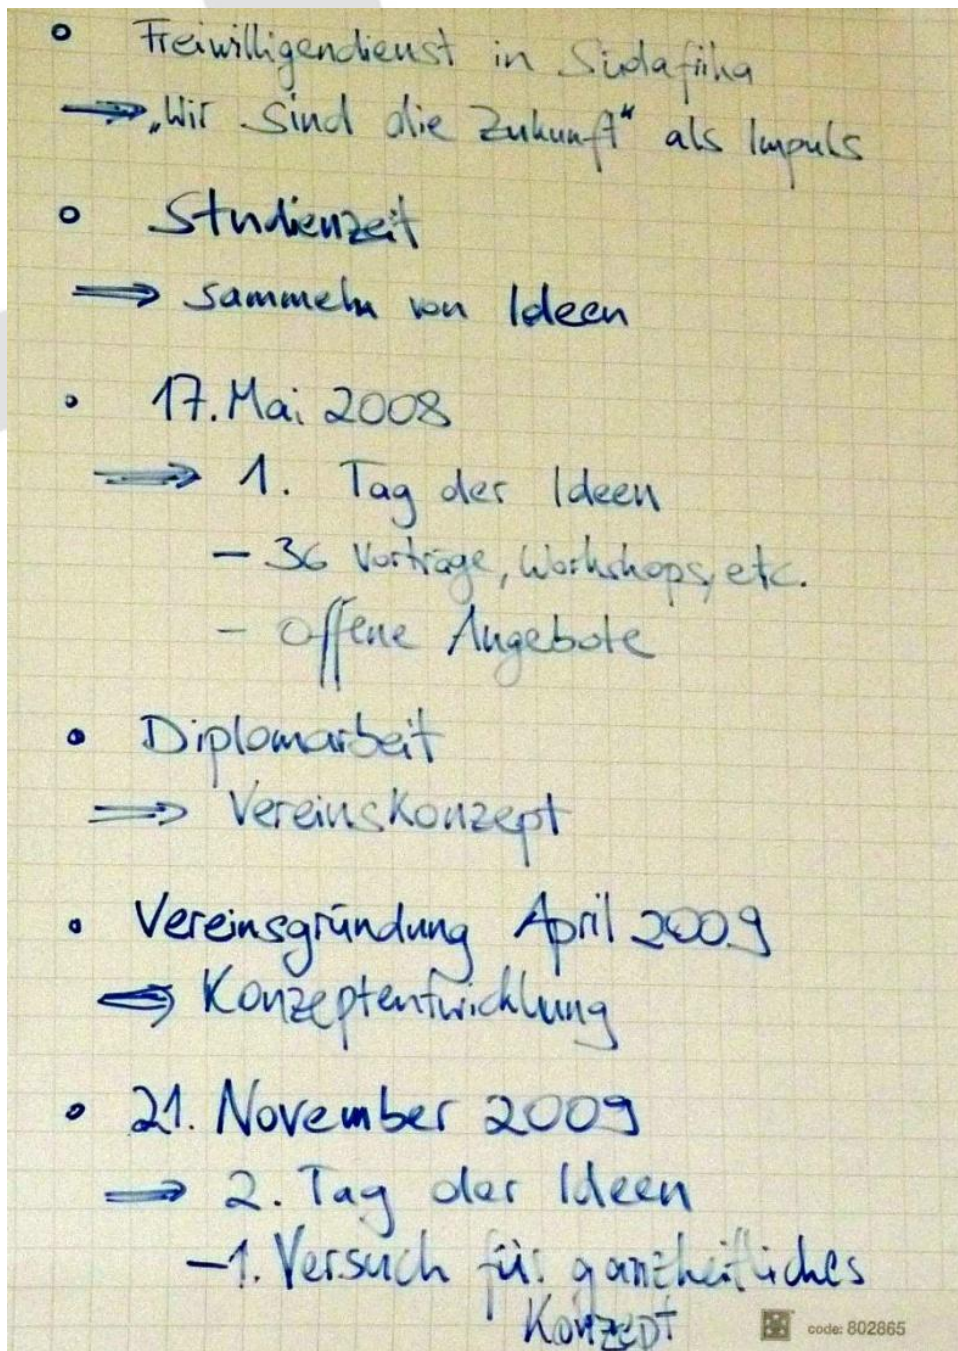 ° Freiwilligendienst in Südafrika
⇒ „Wir sind die Zukunft“ als Impuls
° Studienzeit
⇒ sammeln von Ideen
° 17. Mai 2008
⇒ 1. Tag der Ideen
– 36 Vorträge, Workshops, etc.
– offene Angebote
° Diplomarbeit
⇒ Vereinskonzept
° Vereinsgründung April 2009
⇒ Konzeptentwicklung
° 21. November 2009
⇒ 2. Tag der Ideen
– 1. Versuch für ganzheitliches
Konzept
code: 802865